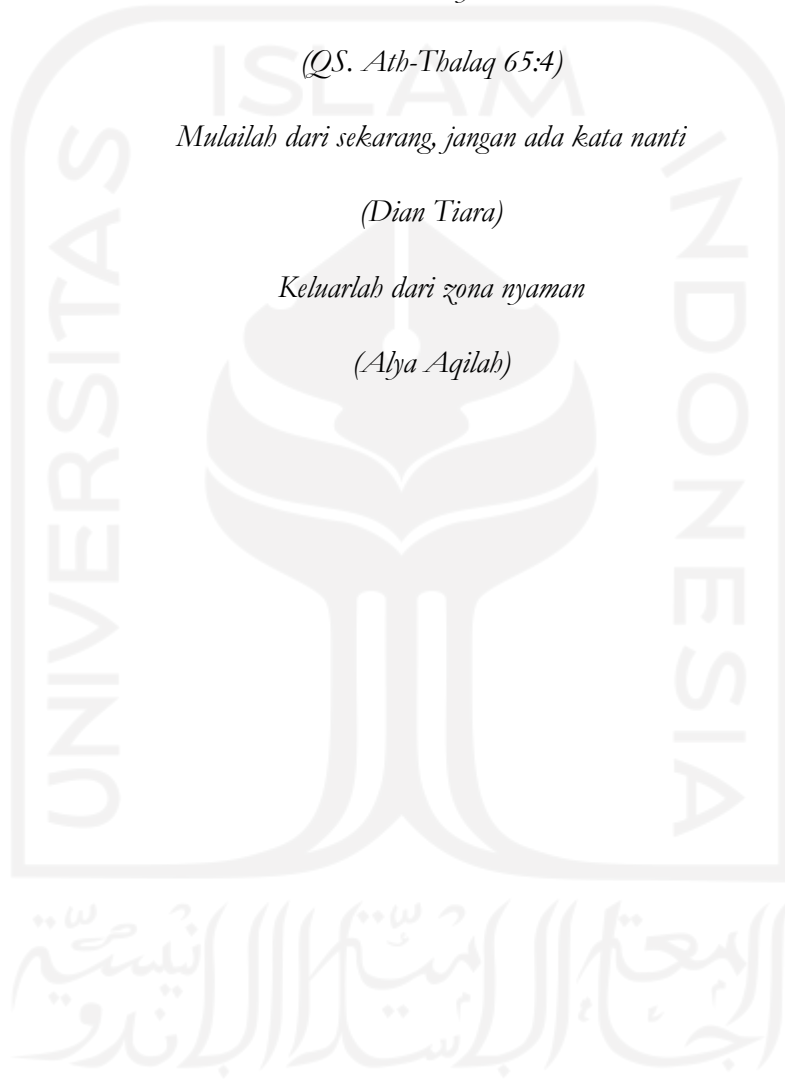 (QS. Ath-Thalaq 65:4)
ISLAM
Mulailah dari sekarang, jangan ada kata nanti
(Dian Tiara)
Keluarlah dari zona nyaman
(Alya Aqilah)
UNIVERSITAS
INDONESIA